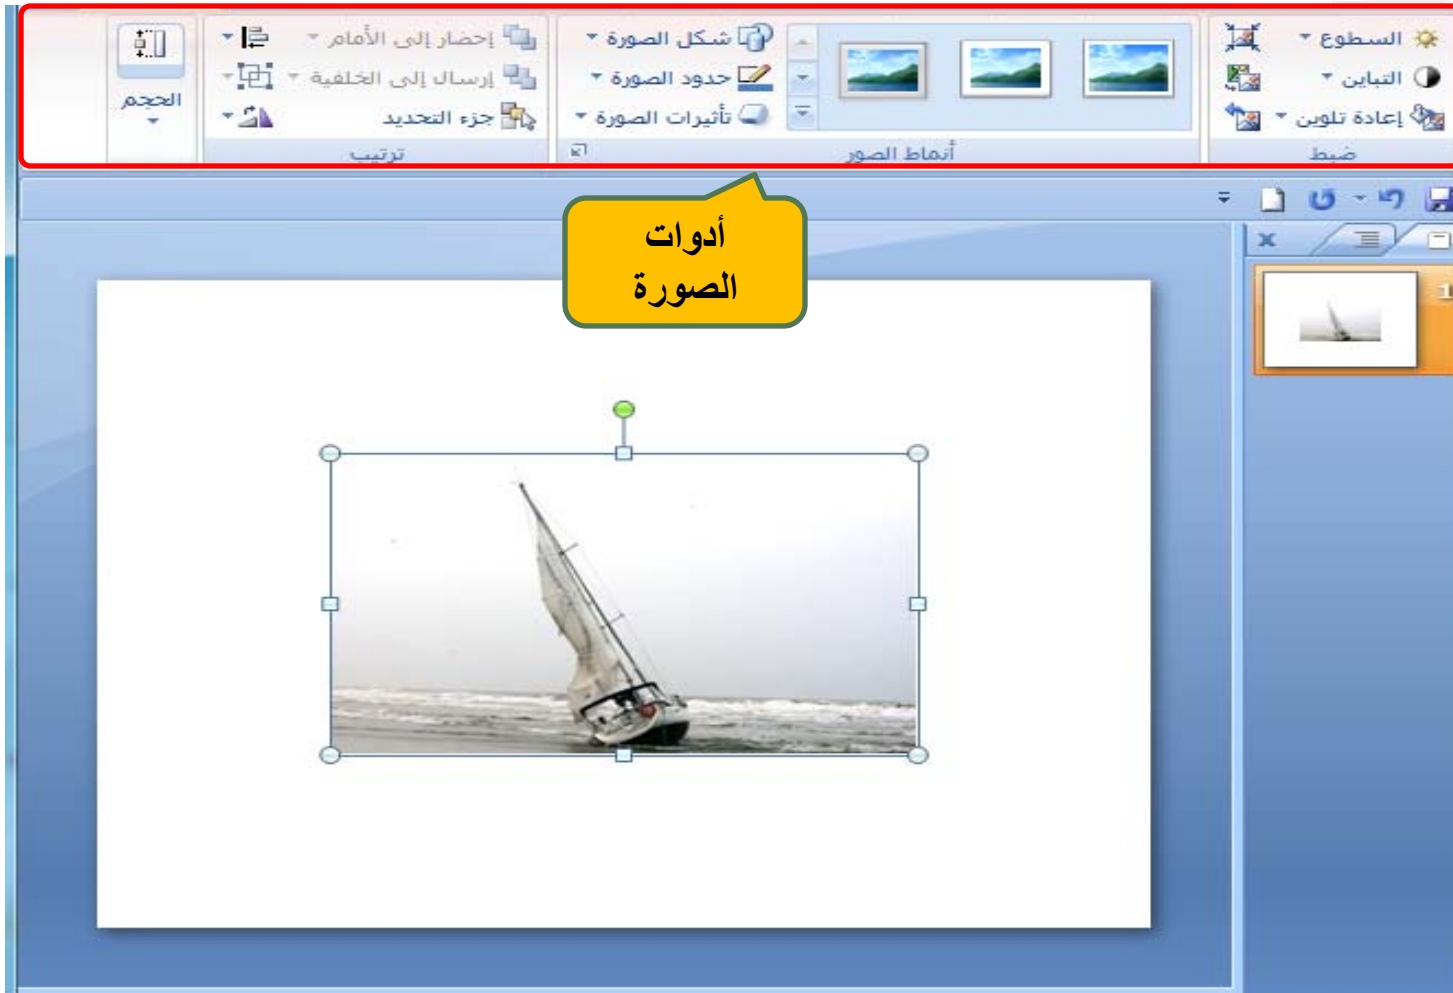 السطوع
التباين
إعادة تلوين
ضبط
شكل الصورة
حدود الصورة
تأثيرات الصورة
أنماط الصور
إحضار إلى الأمام
إرسال إلى الخلفية
جزء التحديد
ترتيب
الحجم
أدوات
الصورة
1